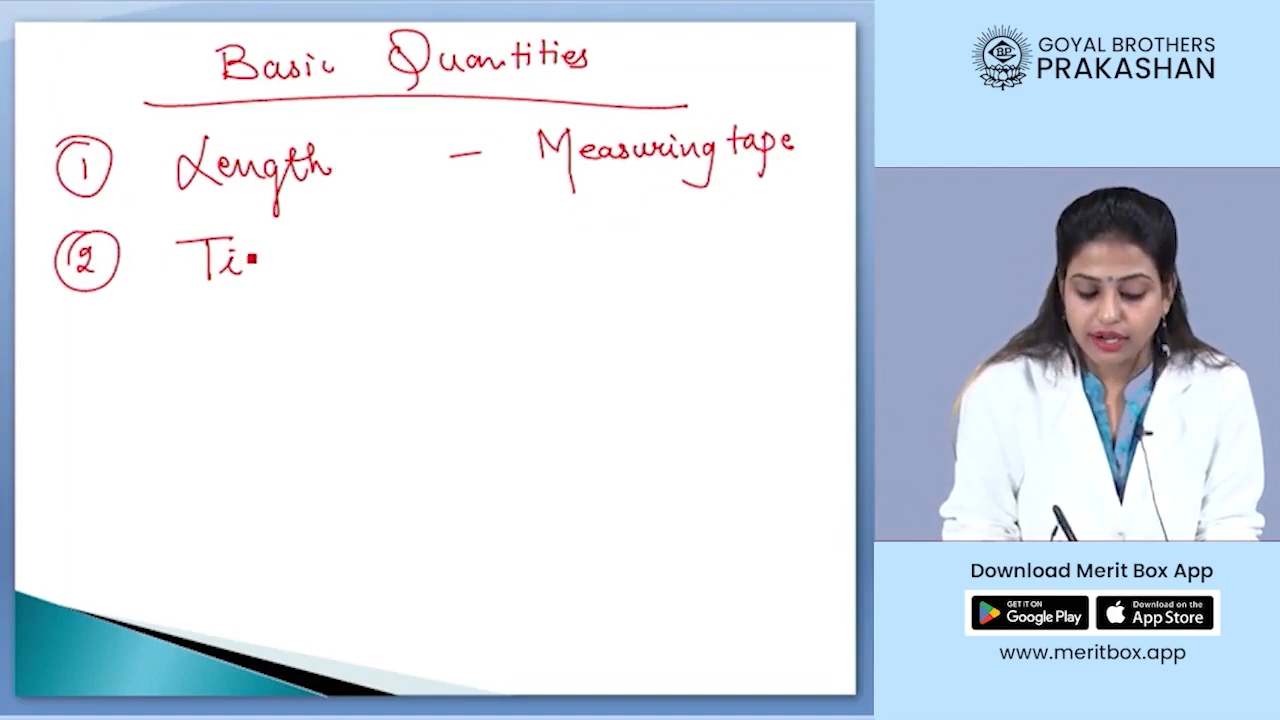 Basic Quantities
1 Length - Measuring tape
2 Ti
BP
GOYAL BROTHERS
PRAKASHAN
Download Merit Box App
GET IT ON
Google Play
Download on the
App Store
www.meritbox.app